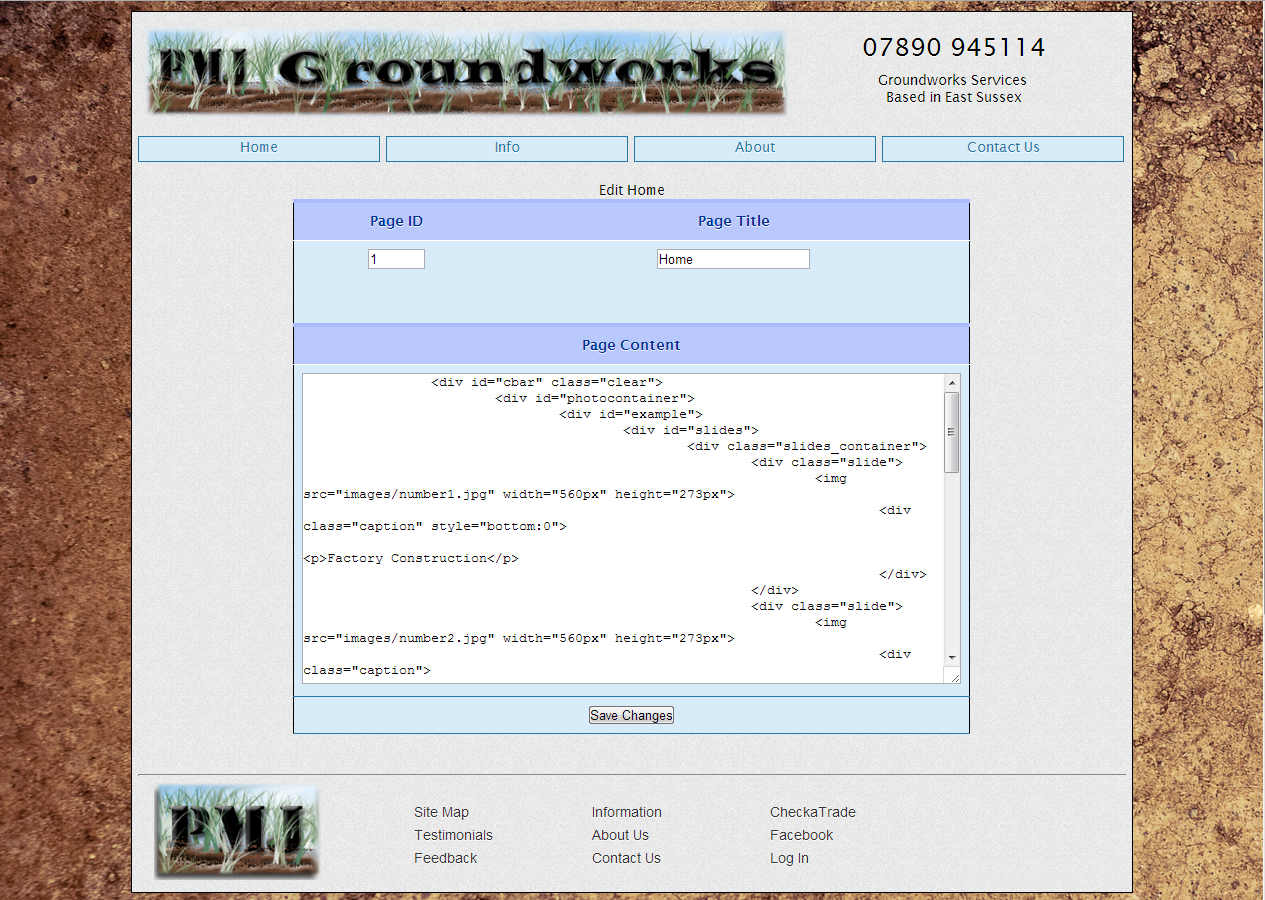 PMJ Groundworks
07890 945114
Groundworks Services
Based in East Sussex
Home
Info
About
Contact Us
Edit Home
Page ID
Page Title
1
Home
Page Content
<div id="cbar" class="clear">
<div id="photocontainer">
<div id="example">
<div id="slides">
<div class="slides_container">
<div class="slide">
<img
src="images/number1.jpg" width="560px" height="273px">
<div
class="caption" style="bottom:0">
<p>Factory Construction</p>
</div>
</div>
<div class="slide">
<img
src="images/number2.jpg" width="560px" height="273px">
<div
class="caption">
Save Changes
PMJ
Site Map
Information
CheckaTrade
Testimonials
About Us
Facebook
Feedback
Contact Us
Log In